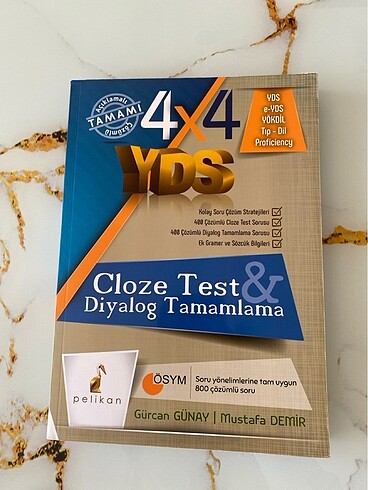 Açıklamalı
TAMAMI
Çözümlü
4x4
YDS
YDS
e-YDS
YÖKDİL
Tıp - Dil
Proficiency
Kolay Soru Çözüm Stratejileri
400 Çözümlü Cloze Test Sorusu
400 Çözümlü Diyalog Tamamlama Sorusu
Ek Gramer ve Sözcük Bilgileri
Cloze Test &
Diyalog Tamamlama
pelikan
ÖSYM
Soru yönelimlerine tam uygun
800 çözümlü soru
Gürcan GÜNAY | Mustafa DEMİR